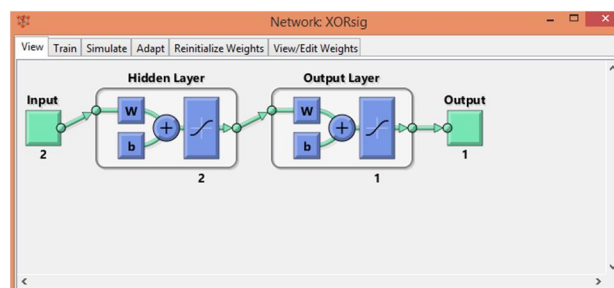 Network: XORsig
View Train Simulate Adapt Reinitialize Weights View/Edit Weights
Hidden Layer Output Layer
Input Output
W W
b b
2 2 1 1